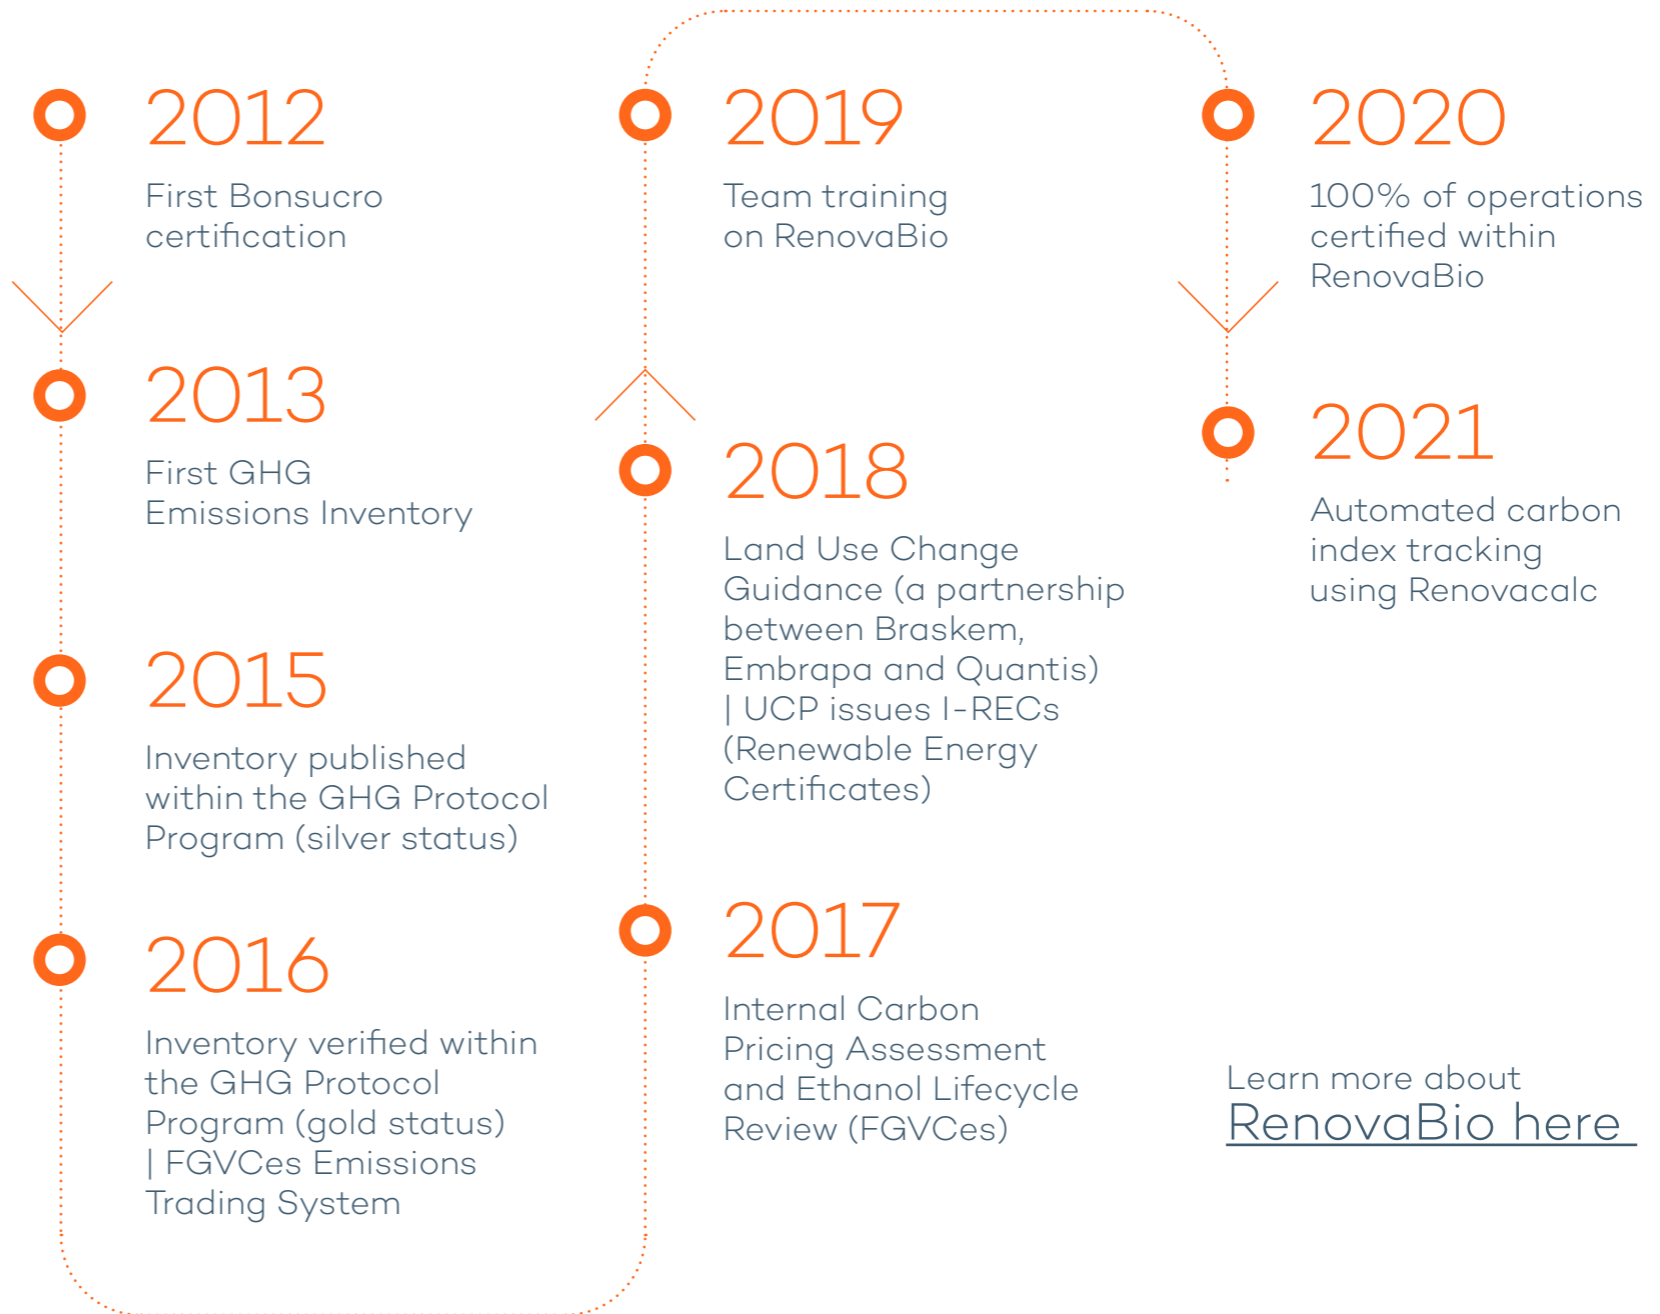 2012
First Bonsucro
certification
2013
First GHG
Emissions Inventory
2015
Inventory published
within the GHG Protocol
Program (silver status)
2016
Inventory verified within
the GHG Protocol
Program (gold status)
| FGVCes Emissions
Trading System
2017
Internal Carbon
Pricing Assessment
and Ethanol Lifecycle
Review (FGVCes)
2018
Land Use Change
Guidance (a partnership
between Braskem,
Embrapa and Quantis)
| UCP issues I-RECs
(Renewable Energy
Certificates)
2019
Team training
on RenovaBio
2020
100% of operations
certified within
RenovaBio
2021
Automated carbon
index tracking
using Renovacalc
Learn more about
RenovaBio here